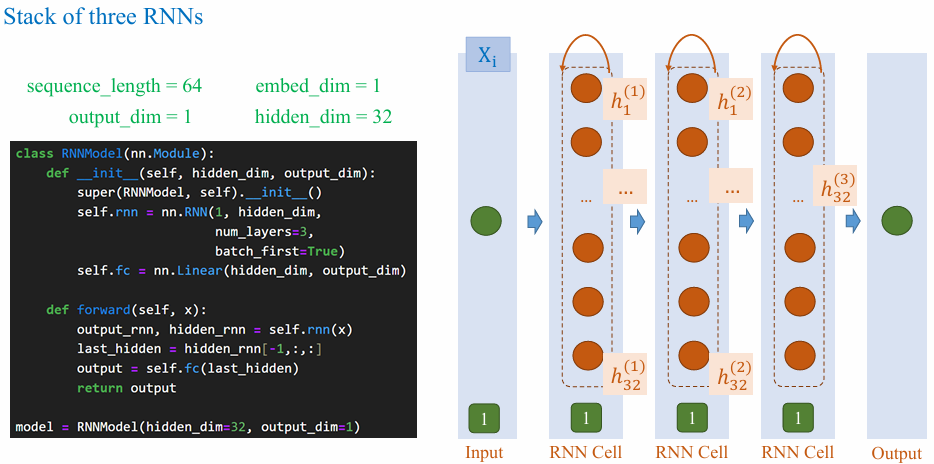 Stack of three RNNs
sequence_length = 64
embed_dim = 1
output_dim = 1
hidden_dim = 32
class RNNModel(nn.Module):
    def __init__(self, hidden_dim, output_dim):
        super(RNNModel, self).__init__()
        self.rnn = nn.RNN(1, hidden_dim,
                          num_layers=3,
                          batch_first=True)
        self.fc = nn.Linear(hidden_dim, output_dim)
    def forward(self, x):
        output_rnn, hidden_rnn = self.rnn(x)
        last_hidden = hidden_rnn[-1,:,:]
        output = self.fc(last_hidden)
        return output
model = RNNModel(hidden_dim=32, output_dim=1)
X_i
h_1^{(1)}
h_1^{(2)}
...
...
h_{32}^{(3)}
...
...
...
h_{32}^{(1)}
h_{32}^{(2)}
1
1
1
1
Input
RNN Cell
RNN Cell
RNN Cell
Output